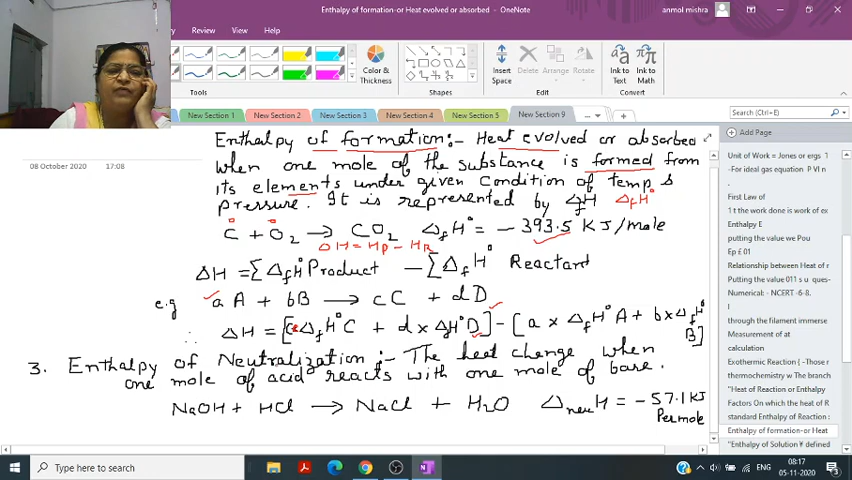 Enthalpy of formation-or Heat evolved or absorbed - OneNote
anmol mishra
Review View Help
Color & Thickness
Insert Space
Delete
Arrange
Rotate
Ink to Text
Ink to Math
Tools
Shapes
Edit
Convert
New Section 1 New Section 2 New Section 3 New Section 4 New Section 5 New Section 9
Search (Ctrl+E)
08 October 2020 17:08
Enthalpy of formation:- Heat evolved or absorbed
when one mole of the substance is formed from
its elements under given condition of temp &
pressure. It is represented by ΔfH ΔfH°
C + O2 → CO2 ΔfH° = - 393.5 KJ/mole
ΔH = HP - HR
ΔH = ∑ΔfH° Product - ∑ΔfH° Reactant
e.g aA + bB → cC + dD
∴ ΔH = [c×ΔfH°C + d×ΔfH°D] - [a×ΔfH°A + b×ΔfH°B]
3. Enthalpy of Neutralization:- The heat change when
one mole of acid reacts with one mole of base.
NaOH + HCl → NaCl + H2O ΔneuH = -57.1 KJ
Per mole
Add Page
Unit of Work = Jones or ergs 1
-For ideal gas equation P VI n
.
First Law of
1 t the work done is work of ex
Enthalpy E
putting the value we Pou
Ep £ 01
Relationship between Heat of r
Putting the value 011 s u ques-
Numerical: - NCERT -6-8.
I
through the filament immerse
Measurement of at
calculation
Exothermic Reaction { -Those r
thermochemistry w The branch
"Heat of Reaction or Enthalpy
Factors On which the heat of R
standard Enthalpy of Reaction :
Enthalpy of formation-or Heat
"Enthalpy of Solution ¥ defined
Type here to search
ENG
08:17
05-11-2020